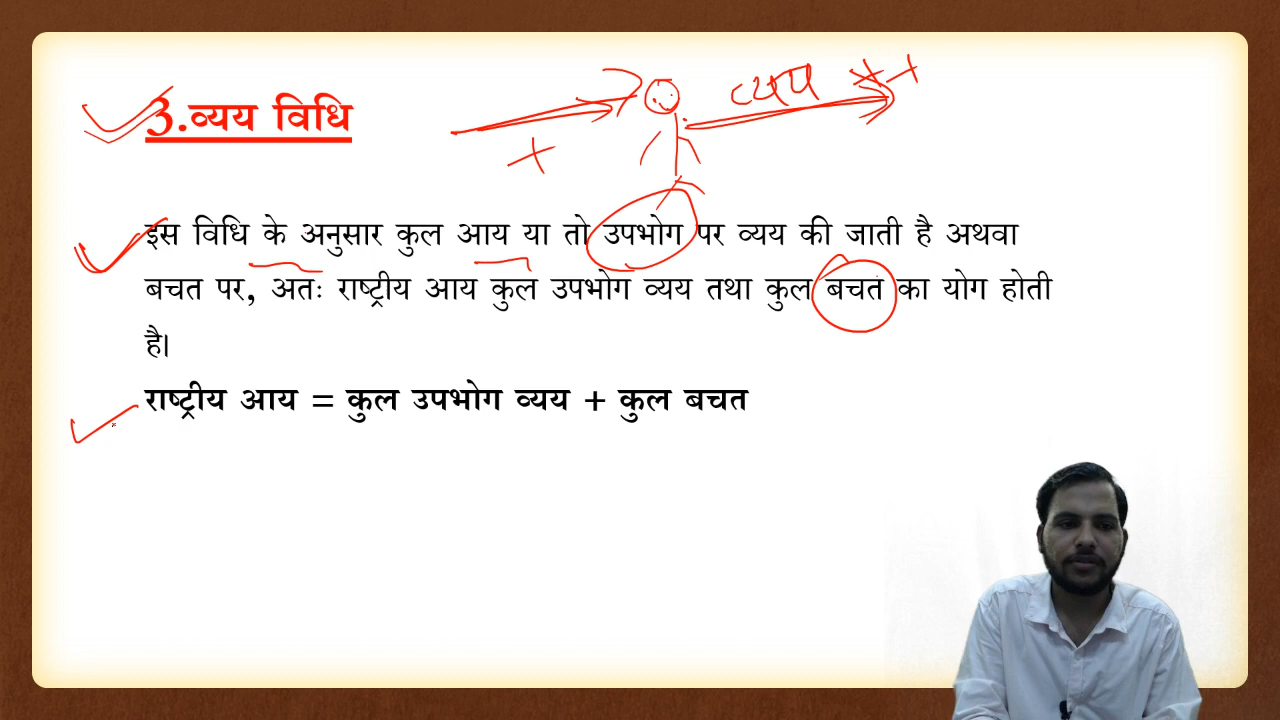 3.व्यय विधि
व्यय
इस विधि के अनुसार कुल आय या तो उपभोग पर व्यय की जाती है अथवा
बचत पर, अतः राष्ट्रीय आय कुल उपभोग व्यय तथा कुल बचत का योग होती
है।
राष्ट्रीय आय = कुल उपभोग व्यय + कुल बचत